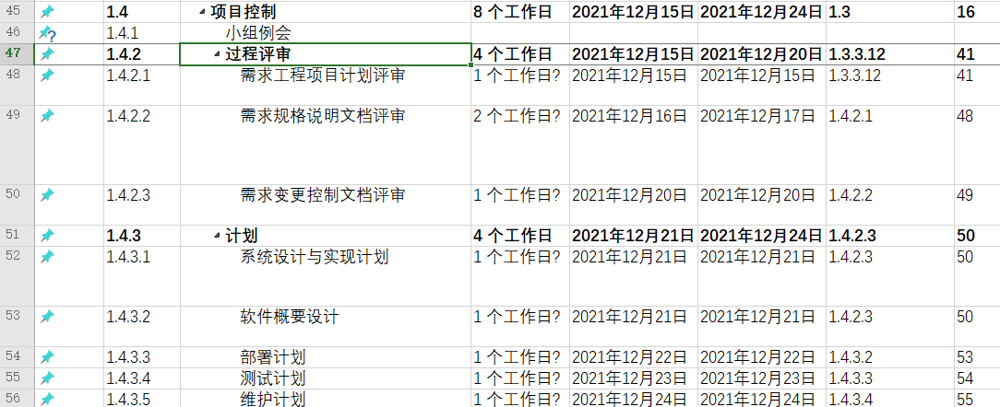 45 1.4 项目控制 8 个工作日 2021年12月15日 2021年12月24日 1.3 16
46 1.4.1 小组例会
47 1.4.2 过程评审 4 个工作日 2021年12月15日 2021年12月20日 1.3.3.12 41
48 1.4.2.1 需求工程项目计划评审 1 个工作日? 2021年12月15日 2021年12月15日 1.3.3.12 41
49 1.4.2.2 需求规格说明文档评审 2 个工作日? 2021年12月16日 2021年12月17日 1.4.2.1 48
50 1.4.2.3 需求变更控制文档评审 1 个工作日? 2021年12月20日 2021年12月20日 1.4.2.2 49
51 1.4.3 计划 4 个工作日 2021年12月21日 2021年12月24日 1.4.2.3 50
52 1.4.3.1 系统设计与实现计划 1 个工作日? 2021年12月21日 2021年12月21日 1.4.2.3 50
53 1.4.3.2 软件概要设计 1 个工作日? 2021年12月21日 2021年12月21日 1.4.2.3 50
54 1.4.3.3 部署计划 1 个工作日? 2021年12月22日 2021年12月22日 1.4.3.2 53
55 1.4.3.4 测试计划 1 个工作日? 2021年12月23日 2021年12月23日 1.4.3.3 54
56 1.4.3.5 维护计划 1 个工作日? 2021年12月24日 2021年12月24日 1.4.3.4 55